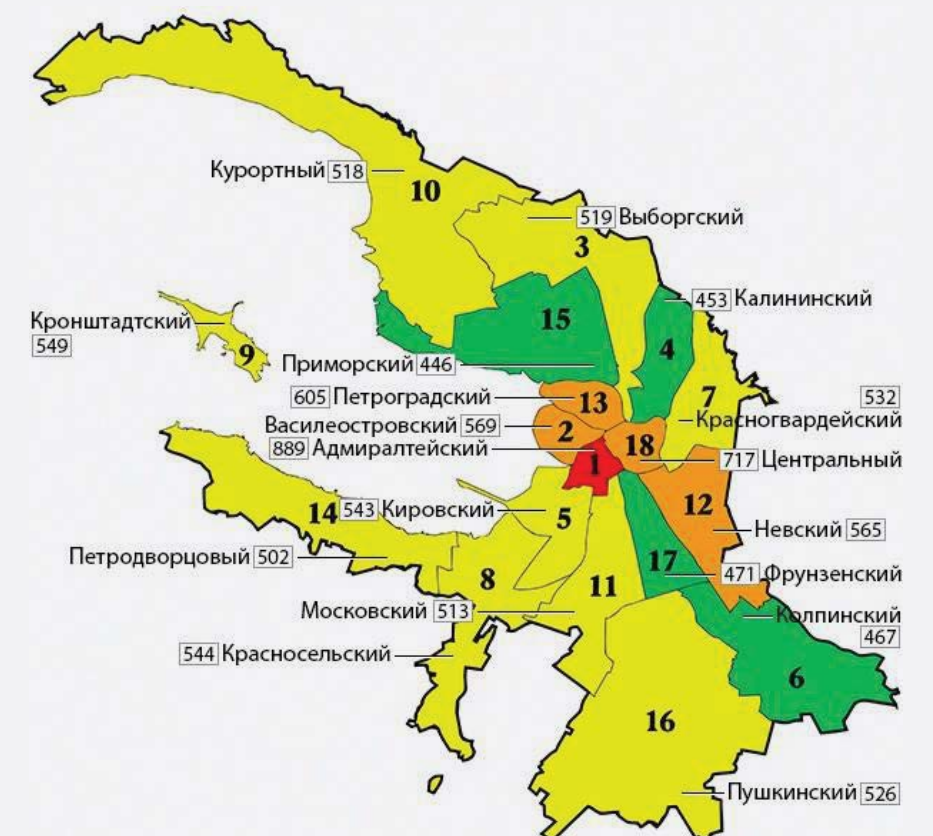 Курортный 518
10
519 Выборгский
3
453 Калининский
Кронштадтский
549
9
15
4
Приморский 446
7
532
605 Петроградский
13
Красногвардейский
Василеостровский 569
2
18
889 Адмиралтейский
1
717 Центральный
14
543 Кировский
5
12
Невский 565
Петродворцовый 502
8
11
17
471 Фрунзенский
Московский 513
Колпинский
467
544 Красносельский
6
16
Пушкинский 526